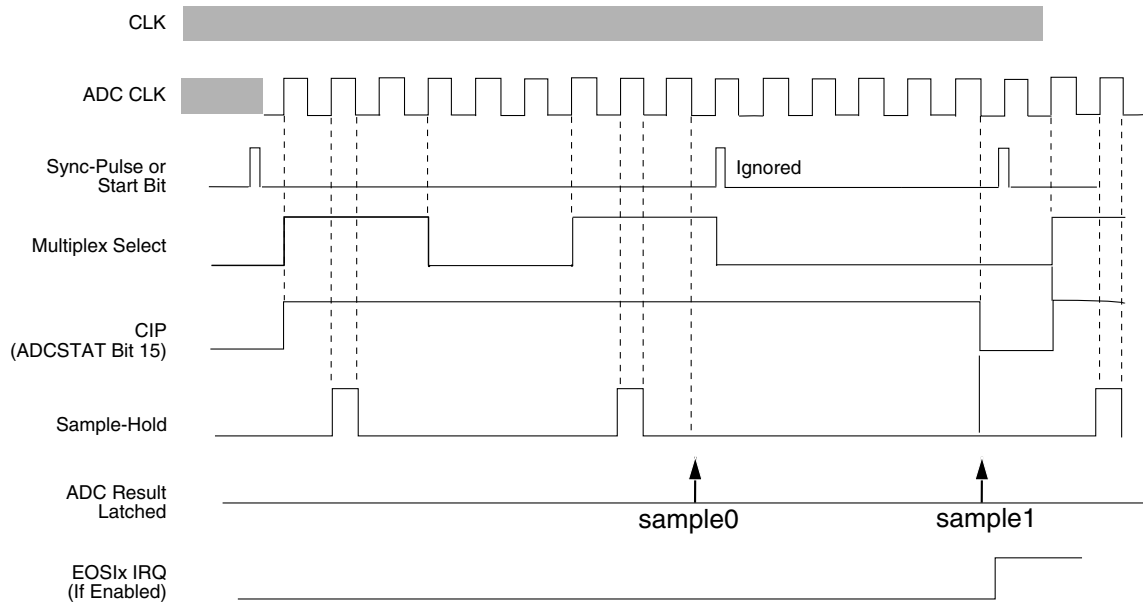 CLK
ADC CLK
Sync-Pulse or
Start Bit
Ignored
Multiplex Select
CIP
(ADCSTAT Bit 15)
Sample-Hold
ADC Result
Latched
sample0
sample1
EOSIx IRQ
(If Enabled)